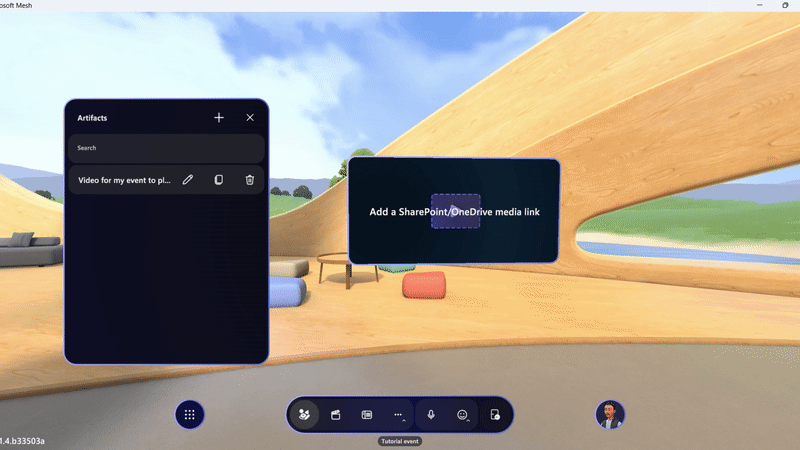 osoft Mesh
Artifacts
Search
Video for my event to pl...
Add a SharePoint/OneDrive media link
1.4.b33503a
Tutorial event